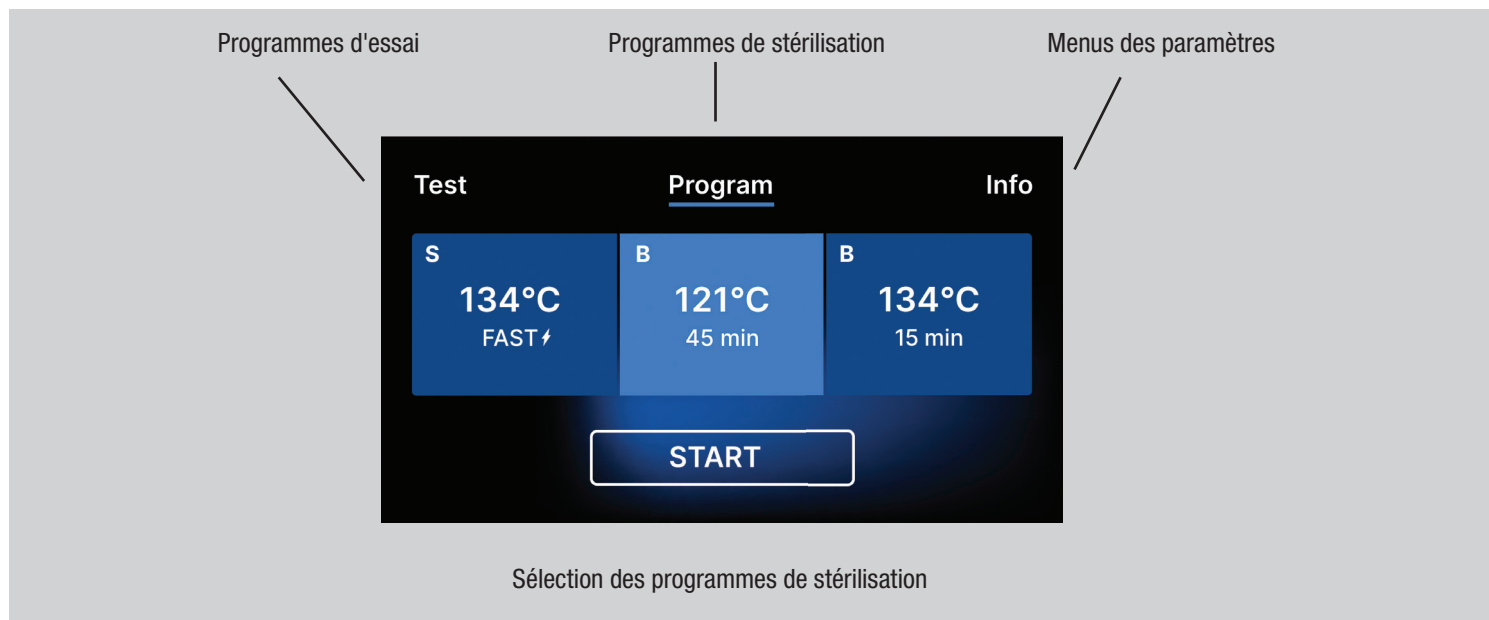 Programmes d'essai
Programmes de stérilisation
Menus des paramètres
Test
Program
Info
S
134°C
FAST
B
121°C
45 min
B
134°C
15 min
START
Sélection des programmes de stérilisation